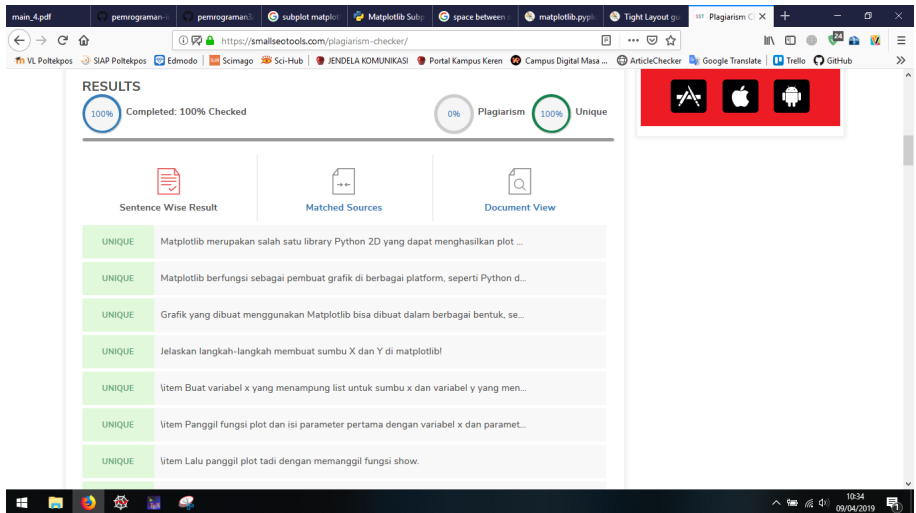 main_4.pdf
pemrograman-ii
pemrograman3/
subplot matplotl
Matplotlib Subp
space between s
matplotlib.pyplo
Tight Layout gu
SST Plagiarism C
https://smallseotools.com/plagiarism-checker/
24
VL Poltekpos
SIAP Poltekpos
Edmodo
Scimago
Sci-Hub
JENDELA KOMUNIKASI
Portal Kampus Keren
Campus Digital Masa ...
ArticleChecker
Google Translate
Trello
GitHub
RESULTS
100% Completed: 100% Checked
0% Plagiarism
100% Unique
Sentence Wise Result
Matched Sources
Document View
UNIQUE Matplotlib merupakan salah satu library Python 2D yang dapat menghasilkan plot ...
UNIQUE Matplotlib berfungsi sebagai pembuat grafik di berbagai platform, seperti Python d...
UNIQUE Grafik yang dibuat menggunakan Matplotlib bisa dibuat dalam berbagai bentuk, se...
UNIQUE Jelaskan langkah-langkah membuat sumbu X dan Y di matplotlib!
UNIQUE \item Buat variabel x yang menampung list untuk sumbu x dan variabel y yang men...
UNIQUE \item Panggil fungsi plot dan isi parameter pertama dengan variabel x dan paramet...
UNIQUE \item Lalu panggil plot tadi dengan memanggil fungsi show.
10:34
09/04/2019